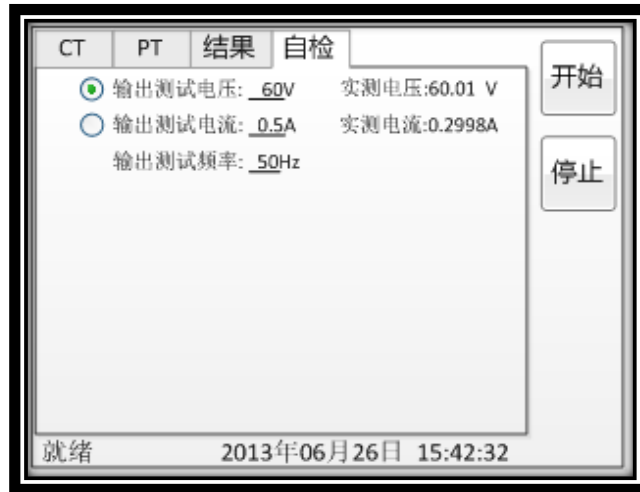 CT PT 结果 自检
输出测试电压: 60V 实测电压:60.01 V
输出测试电流: 0.5A 实测电流:0.2998A
输出测试频率: 50Hz
开始
停止
就绪 2013年06月26日 15:42:32